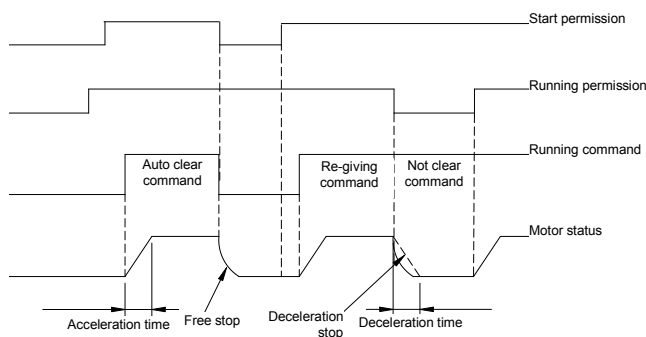 Start permission
Running permission
Running command
Auto clear
command
Re-giving
command
Not clear
command
Motor status
Acceleration time
Free stop
Deceleration
stop
Deceleration time